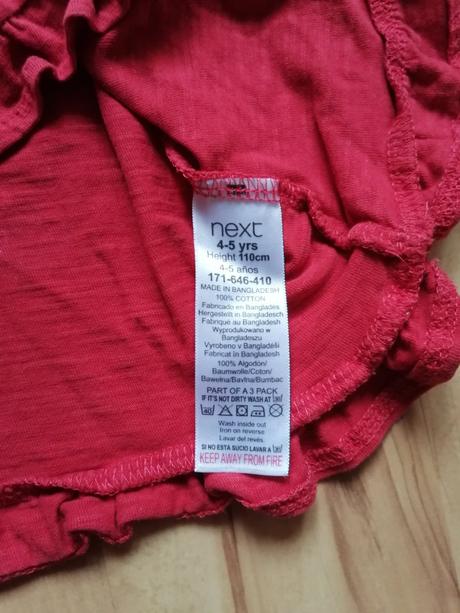 next
4-5 yrs
Height 110cm
4-5 años
171-646-410
MADE IN BANGLADESH
100% COTTON
Fabricado en Bangladés
Hergestellt in Bangladesch
Fabriqué au Bangladesh
Wyprodukowano w
Bangladeszu
Vyrobeno v Bangladéši
Fabricat în Bangladesh
100% Algodon/
Baumwolle/Coton/
Bawełna/Bavlna/Bumbac
PART OF A 3 PACK
IF IT'S NOT DIRTY WASH AT 30
40
Wash inside out
Iron on reverse
Lavar del revés.
SI NO ESTÁ SUCIO LAVAR A 30
KEEP AWAY FROM FIRE